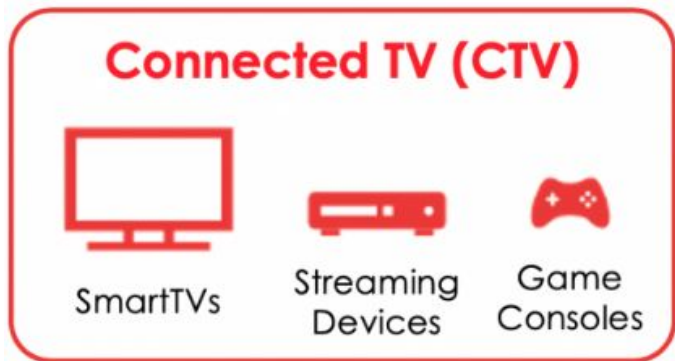 Connected TV (CTV)
SmartTVs
Streaming
Devices
Game
Consoles